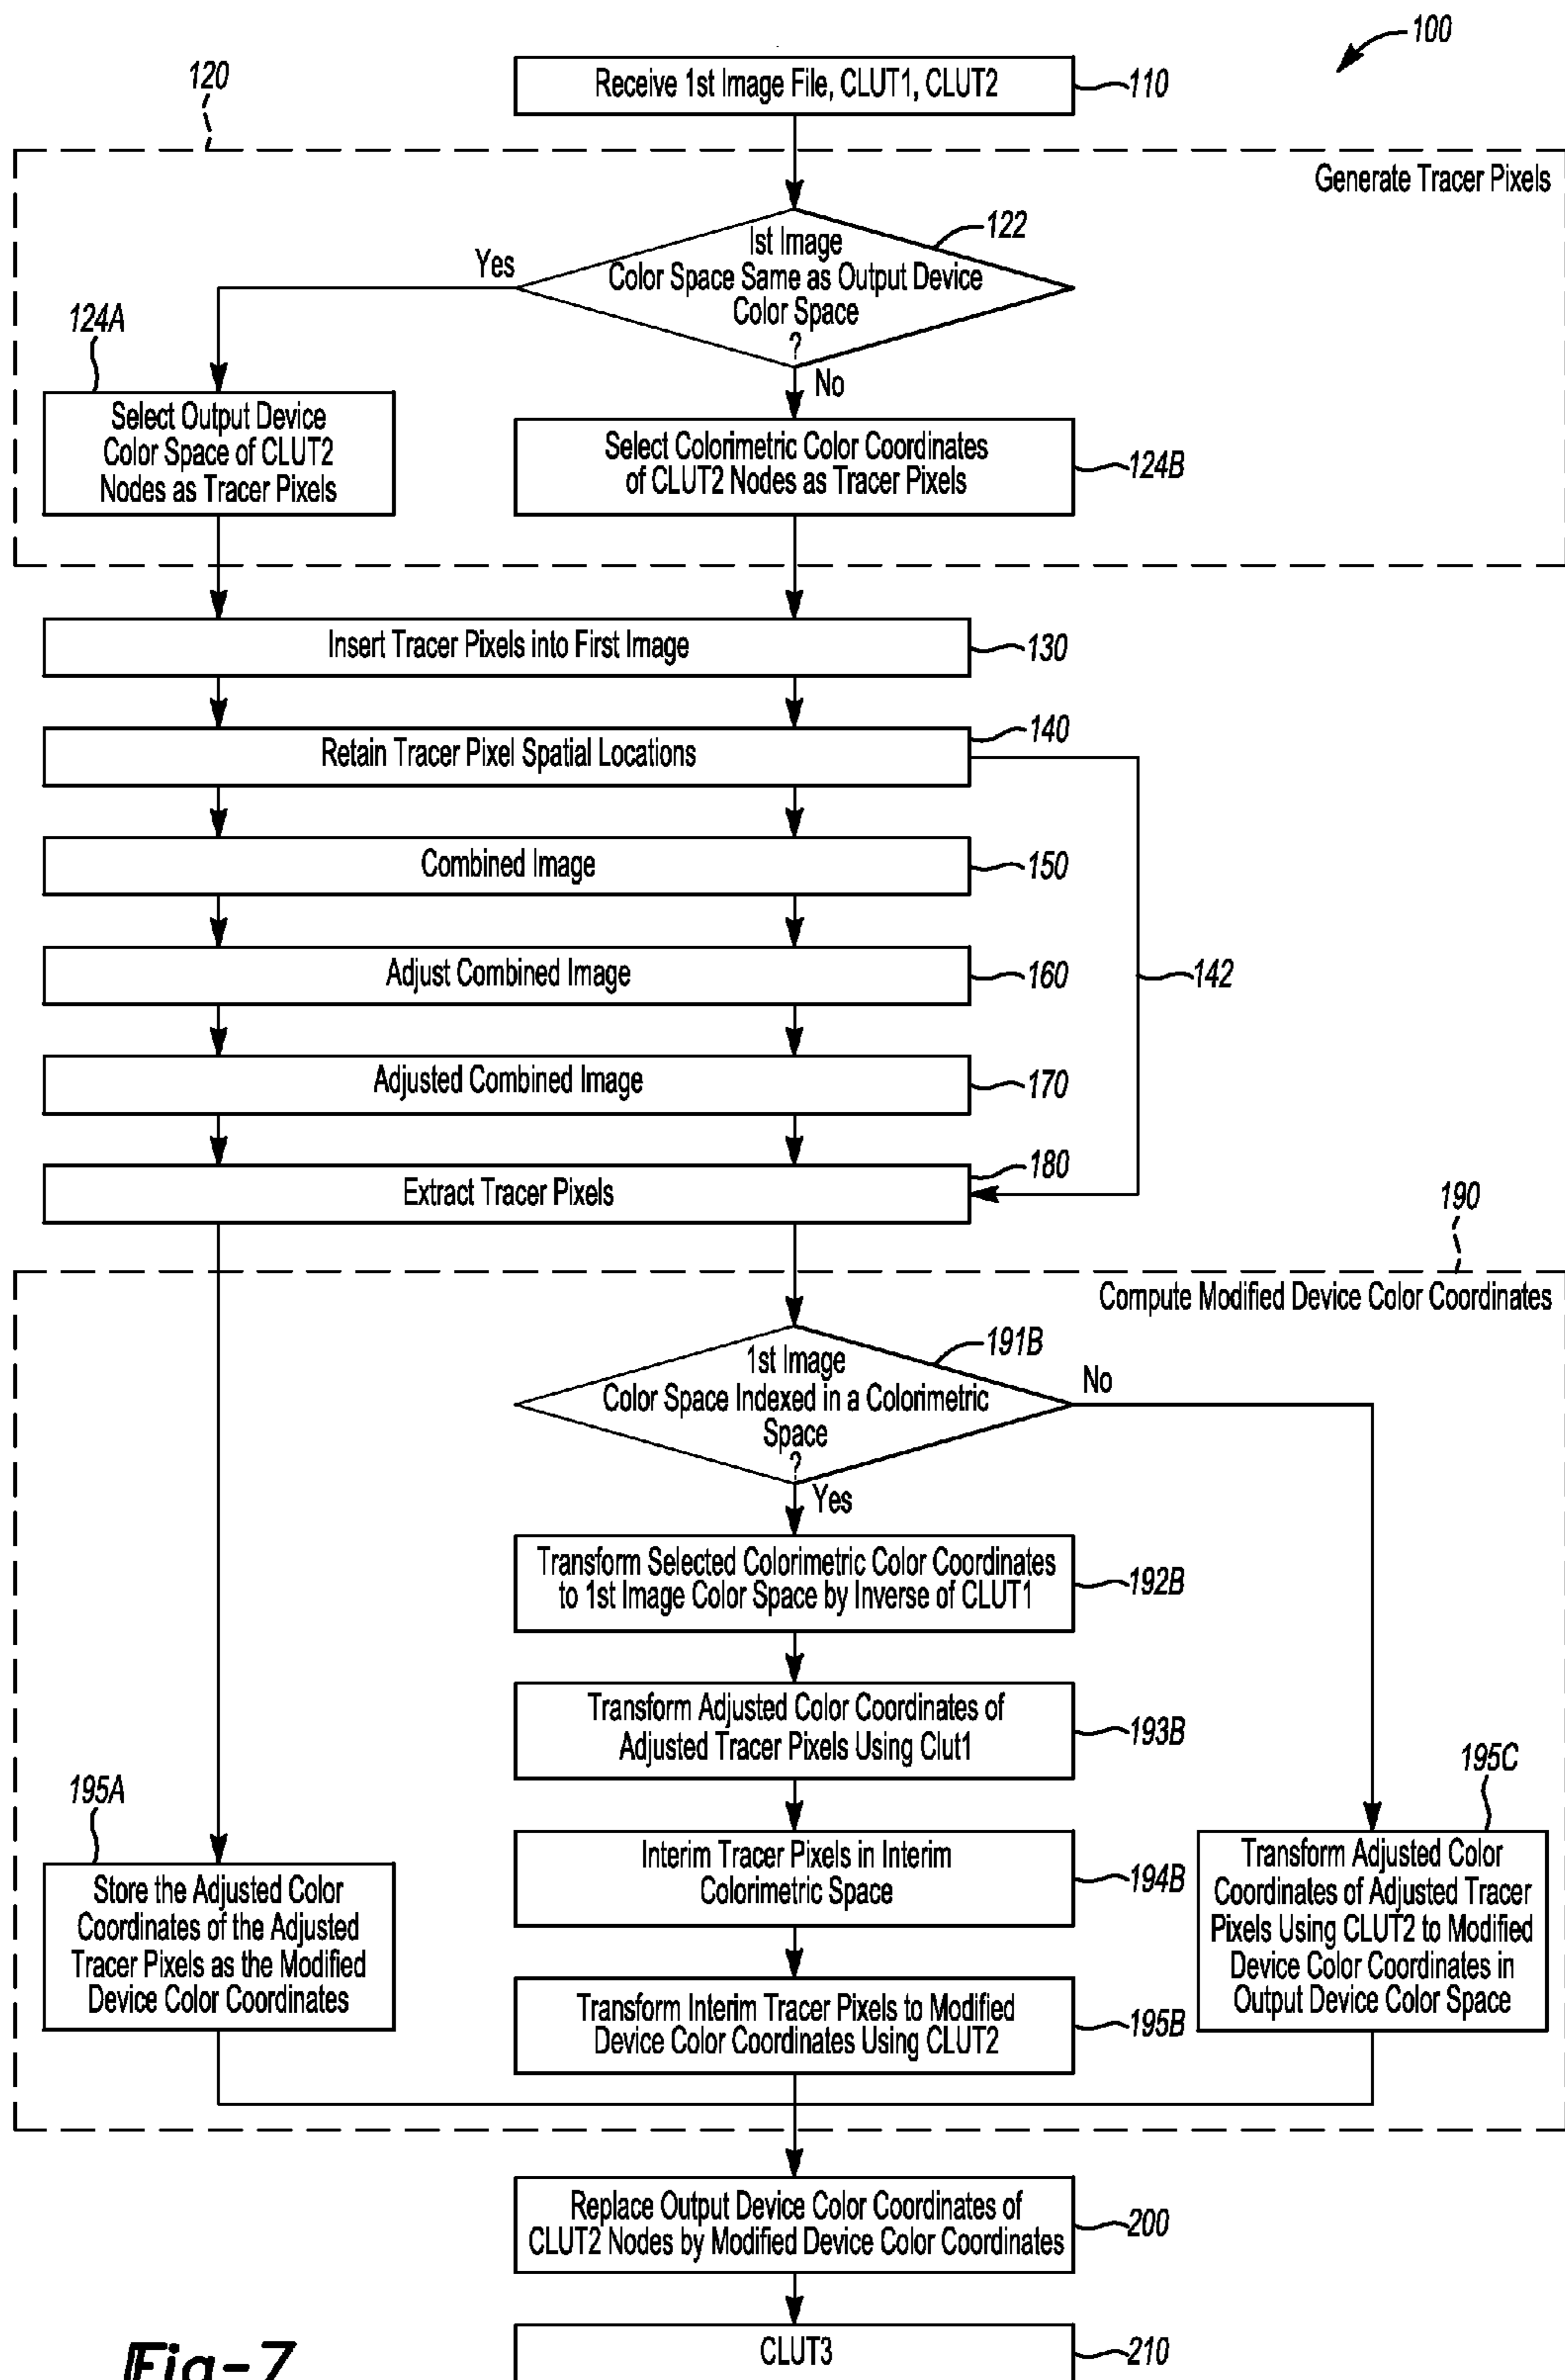 100
120
Receive 1st Image File, CLUT1, CLUT2
110
Generate Tracer Pixels
122
Ist Image
Color Space Same as Output Device
Color Space
?
Yes
No
124A
Select Output Device
Color Space of CLUT2
Nodes as Tracer Pixels
Select Colorimetric Color Coordinates
of CLUT2 Nodes as Tracer Pixels
124B
Insert Tracer Pixels into First Image
130
Retain Tracer Pixel Spatial Locations
140
Combined Image
150
Adjust Combined Image
160
142
Adjusted Combined Image
170
Extract Tracer Pixels
180
190
Compute Modified Device Color Coordinates
191B
1st Image
Color Space Indexed in a Colorimetric
Space
?
No
Yes
Transform Selected Colorimetric Color Coordinates
to 1st Image Color Space by Inverse of CLUT1
192B
Transform Adjusted Color Coordinates of
Adjusted Tracer Pixels Using Clut1
193B
195A
Store the Adjusted Color
Coordinates of the Adjusted
Tracer Pixels as the Modified
Device Color Coordinates
Interim Tracer Pixels in Interim
Colorimetric Space
194B
195C
Transform Adjusted Color
Coordinates of Adjusted Tracer
Pixels Using CLUT2 to Modified
Device Color Coordinates in
Output Device Color Space
Transform Interim Tracer Pixels to Modified
Device Color Coordinates Using CLUT2
195B
Replace Output Device Color Coordinates of
CLUT2 Nodes by Modified Device Color Coordinates
200
CLUT3
210
Fig-7